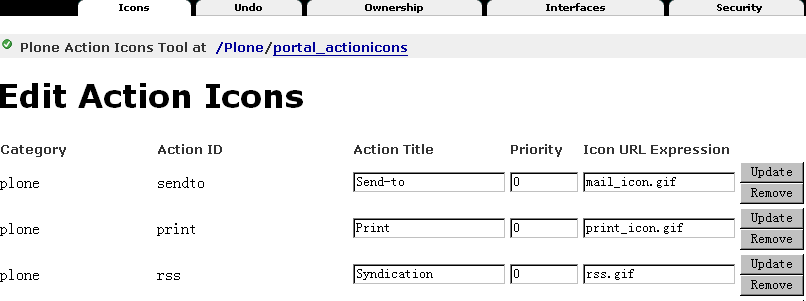 Icons Undo Ownership Interfaces Security
Plone Action Icons Tool at /Plone/portal_actionicons
Edit Action Icons
Category Action ID Action Title Priority Icon URL Expression
plone sendto Send-to 0 mail_icon.gif Update
Remove
plone print Print 0 print_icon.gif Update
Remove
plone rss Syndication 0 rss.gif Update
Remove